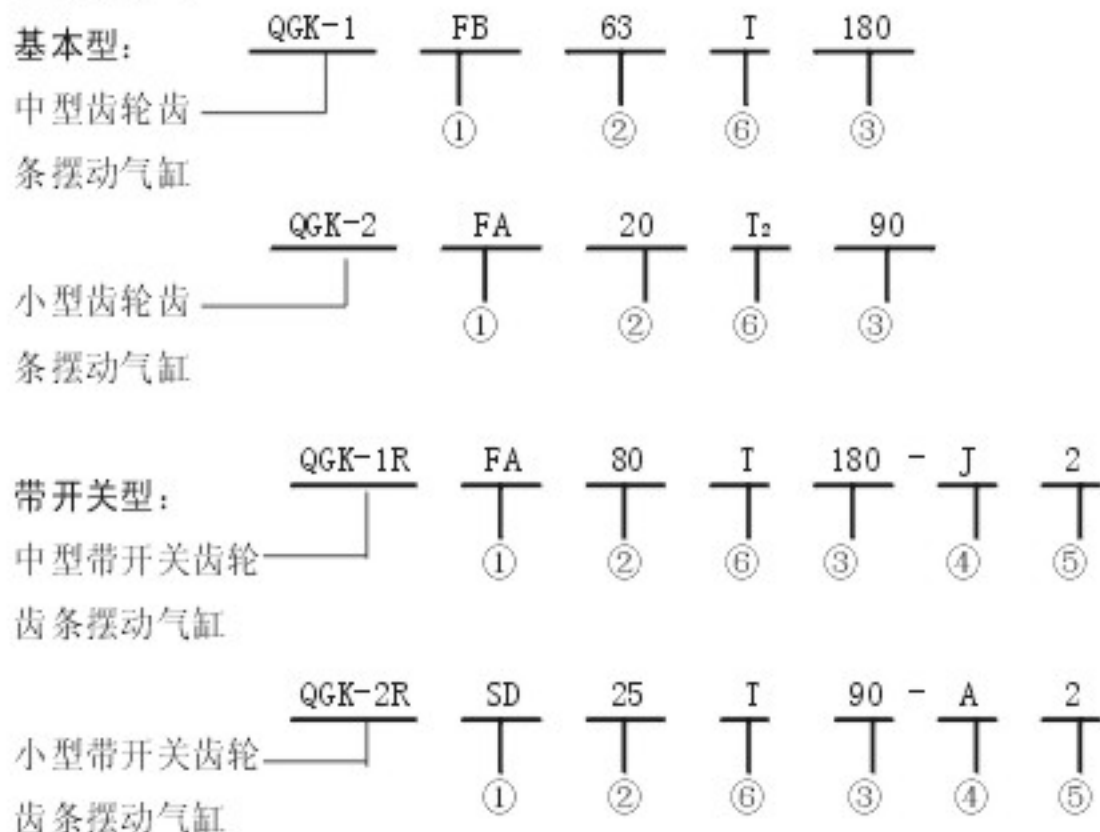 QGK-1 FB 63 T 180
基本型：
中型齿轮齿
① ② ⑥ ③
条摆动气缸
QGK-2 FA 20 T₂ 90
小型齿轮齿
① ② ⑥ ③
条摆动气缸
QGK-1R FA 80 T 180 - J 2
带开关型：
中型带开关齿轮
① ② ⑥ ③ ④ ⑤
齿条摆动气缸
QGK-2R SD 25 T 90 - A 2
小型带开关齿轮
① ② ⑥ ③ ④ ⑤
齿条摆动气缸